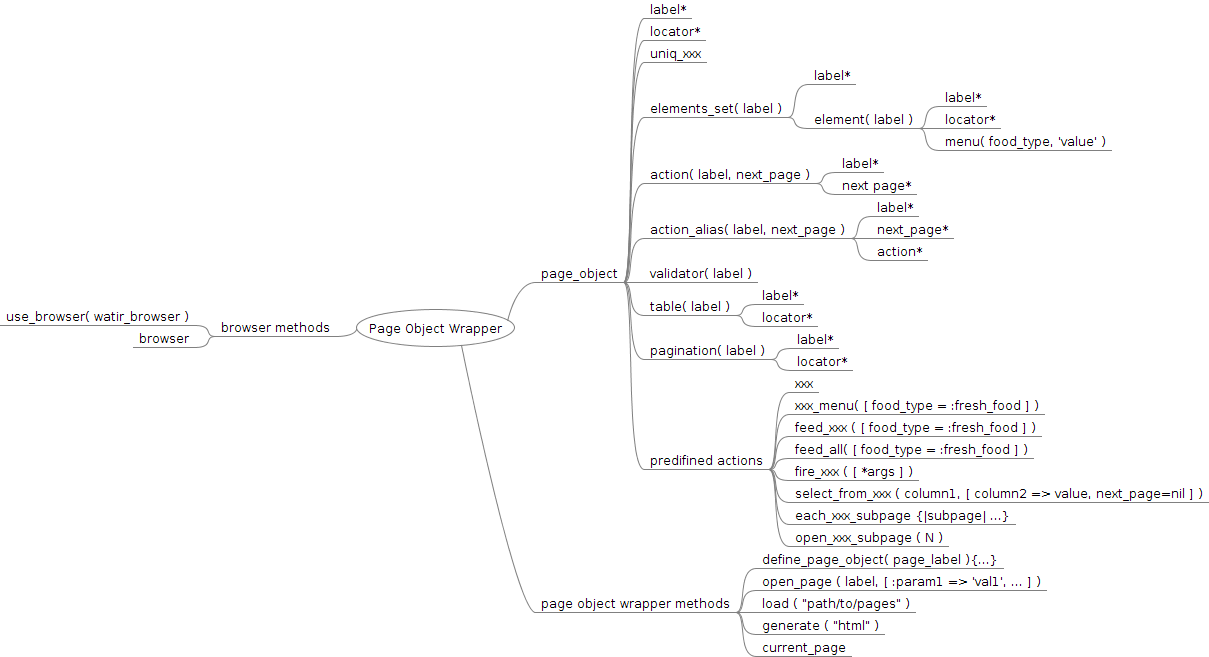 label*
locator*
uniq_xxx
label*
elements_set( label )
label*
element( label )
locator*
menu( food_type, 'value' )
label*
action( label, next_page )
next page*
label*
action_alias( label, next_page )
next_page*
action*
page_object
validator( label )
label*
table( label )
locator*
use_browser( watir_browser )
browser methods
Page Object Wrapper
browser
label*
pagination( label )
locator*
xxx
xxx_menu( [ food_type = :fresh_food ] )
feed_xxx ( [ food_type = :fresh_food ] )
feed_all( [ food_type = :fresh_food ] )
predifined actions
fire_xxx ( [ *args ] )
select_from_xxx ( column1, [ column2 => value, next_page=nil ] )
each_xxx_subpage {|subpage| ...}
open_xxx_subpage ( N )
define_page_object( page_label ){...}
open_page ( label, [ :param1 => 'val1', ... ] )
page object wrapper methods
load ( "path/to/pages" )
generate ( "html" )
current_page